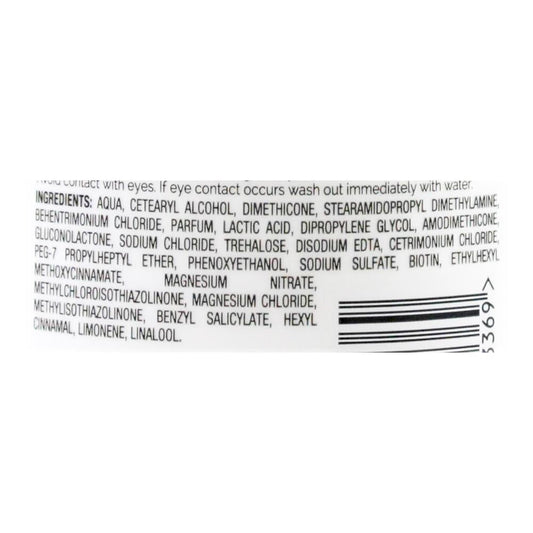 Avoid contact with eyes. If eye contact occurs wash out immediately with water.
INGREDIENTS: AQUA, CETEARYL ALCOHOL, DIMETHICONE, STEARAMIDOPROPYL DIMETHYLAMINE,
BEHENTRIMONIUM CHLORIDE, PARFUM, LACTIC ACID, DIPROPYLENE GLYCOL, AMODIMETHICONE,
GLUCONOLACTONE, SODIUM CHLORIDE, TREHALOSE, DISODIUM EDTA, CETRIMONIUM CHLORIDE,
PEG-7 PROPYLHEPTYL ETHER, PHENOXYETHANOL, SODIUM SULFATE, BIOTIN, ETHYLHEXYL
METHOXYCINNAMATE, MAGNESIUM NITRATE,
METHYLCHLOROISOTHIAZOLINONE, MAGNESIUM CHLORIDE,
METHYLISOTHIAZOLINONE, BENZYL SALICYLATE, HEXYL
CINNAMAL, LIMONENE, LINALOOL.
3369 >